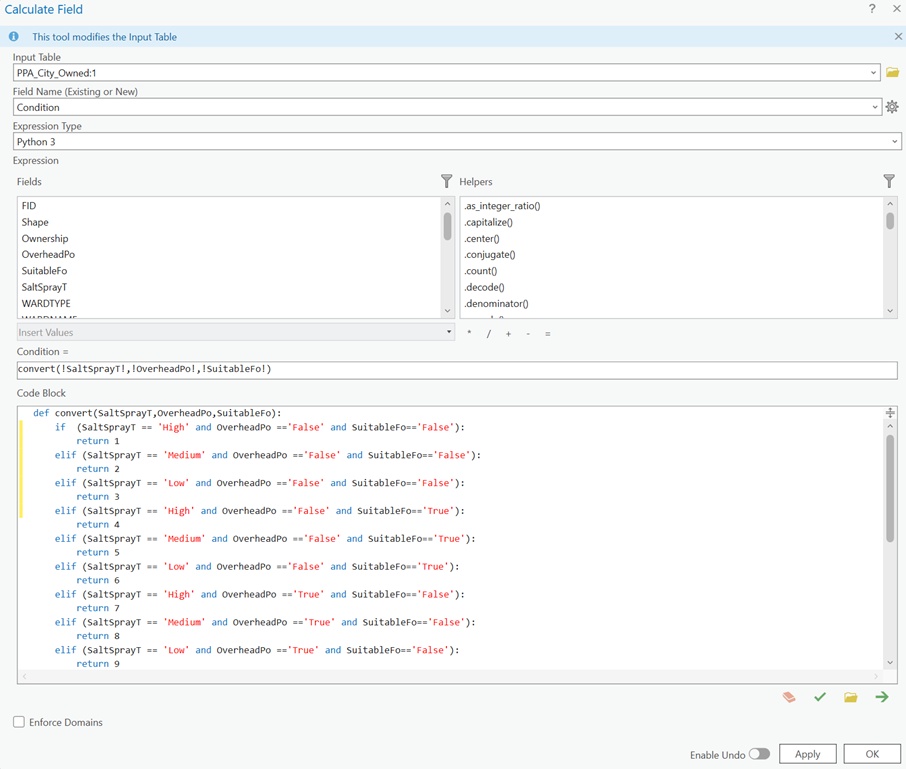 Calculate Field
?
This tool modifies the Input Table
Input Table
PPA_City_Owned:1
Field Name (Existing or New)
Condition
Expression Type
Python 3
Expression
Fields
Helpers
FID
Shape
Ownership
OverheadPo
SuitableFo
SaltSprayT
WARDTYPE
WARDNAME
.as_integer_ratio()
.capitalize()
.center()
.conjugate()
.count()
.decode()
.denominator()
Insert Values
* / + - =
Condition =
convert(!SaltSprayT!,!OverheadPo!,!SuitableFo!)
Code Block
def convert(SaltSprayT,OverheadPo,SuitableFo):
if (SaltSprayT == 'High' and OverheadPo =='False' and SuitableFo=='False'):
return 1
elif (SaltSprayT == 'Medium' and OverheadPo =='False' and SuitableFo=='False'):
return 2
elif (SaltSprayT == 'Low' and OverheadPo =='False' and SuitableFo=='False'):
return 3
elif (SaltSprayT == 'High' and OverheadPo =='False' and SuitableFo=='True'):
return 4
elif (SaltSprayT == 'Medium' and OverheadPo =='False' and SuitableFo=='True'):
return 5
elif (SaltSprayT == 'Low' and OverheadPo =='False' and SuitableFo=='True'):
return 6
elif (SaltSprayT == 'High' and OverheadPo =='True' and SuitableFo=='False'):
return 7
elif (SaltSprayT == 'Medium' and OverheadPo =='True' and SuitableFo=='False'):
return 8
elif (SaltSprayT == 'Low' and OverheadPo =='True' and SuitableFo=='False'):
return 9
Enforce Domains
Enable Undo
Apply
OK